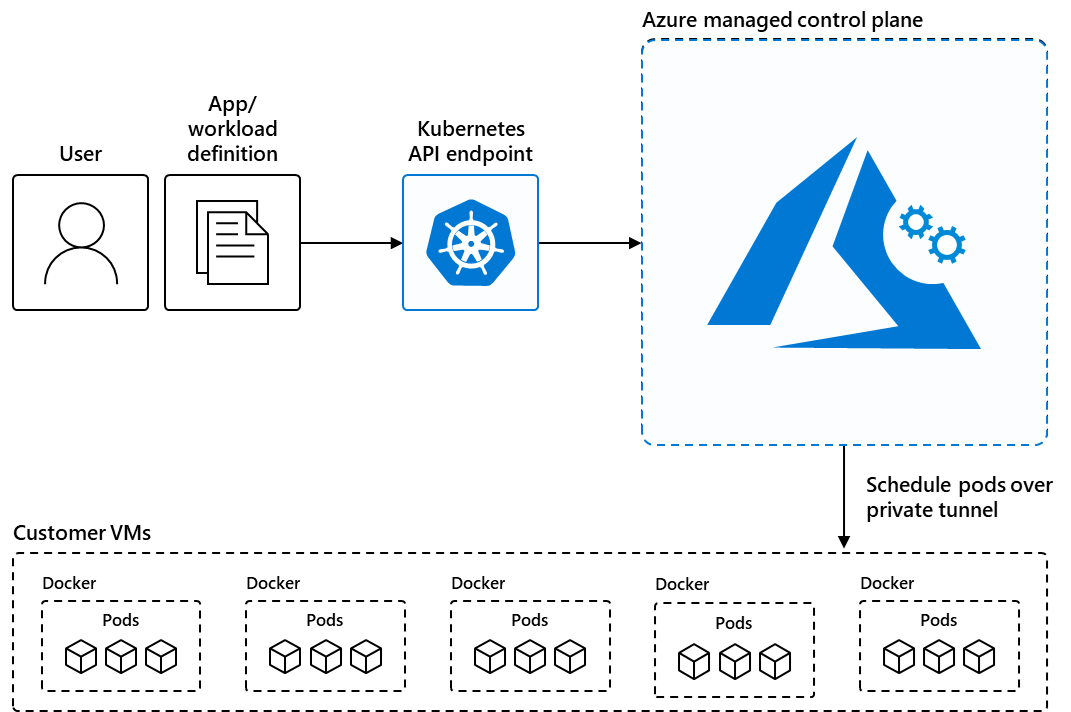 Azure managed control plane
User
App/
workload
definition
Kubernetes
API endpoint
Schedule pods over
private tunnel
Customer VMs
Docker
Docker
Docker
Docker
Docker
Pods
Pods
Pods
Pods
Pods